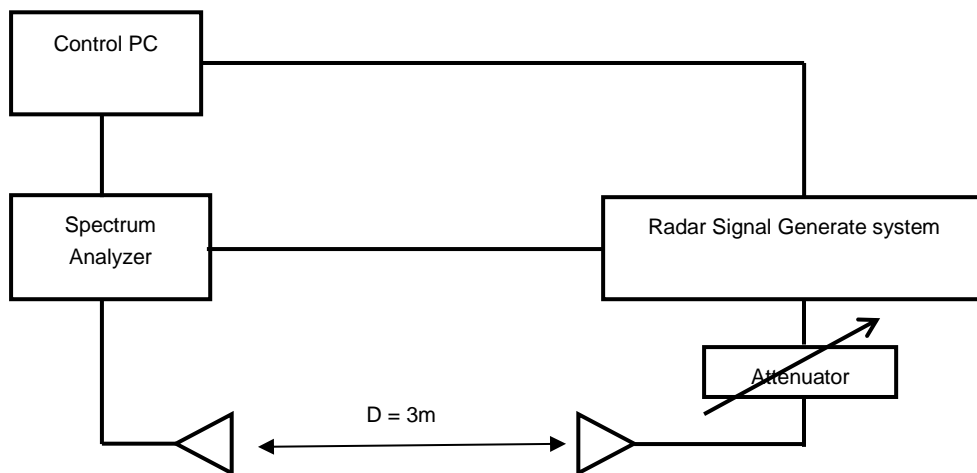 Control PC
Spectrum
Analyzer
Radar Signal Generate system
Attenuator
D = 3m